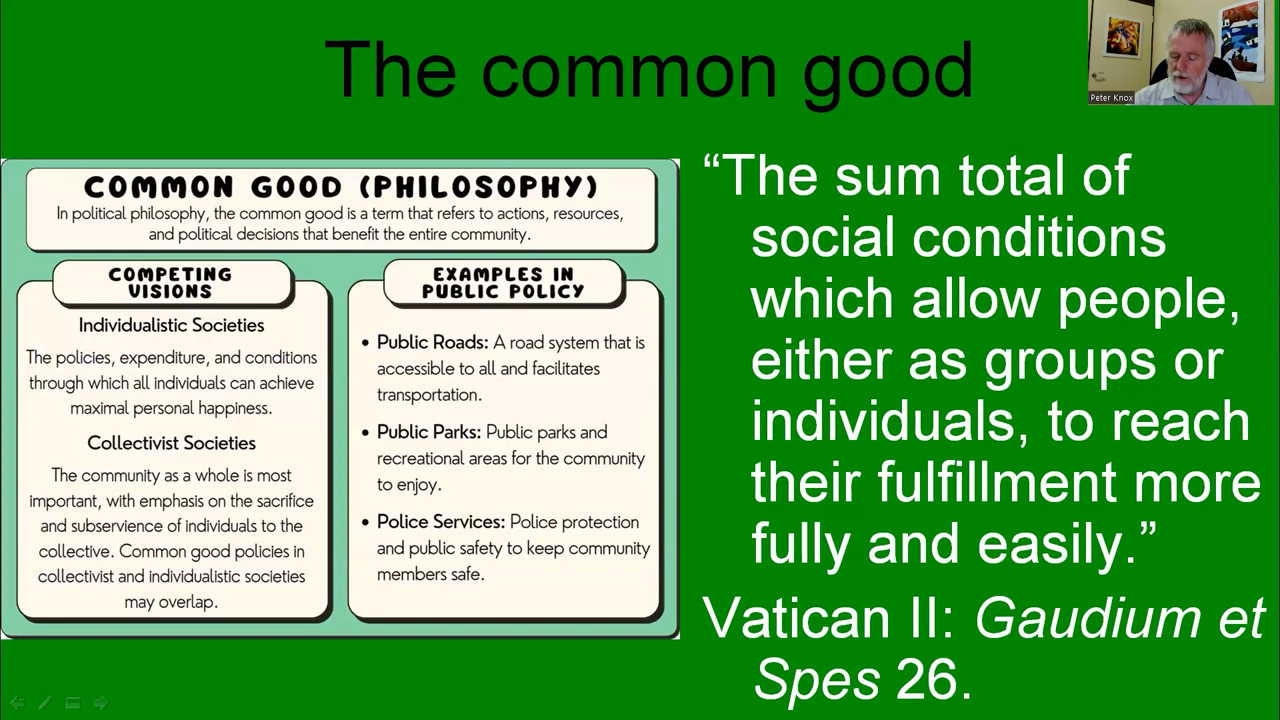 The common good
Peter Knox
COMMON GOOD (PHILOSOPHY)
In political philosophy, the common good is a term that refers to actions, resources,
and political decisions that benefit the entire community.
COMPETING
VISIONS
Individualistic Societies
The policies, expenditure, and conditions
through which all individuals can achieve
maximal personal happiness.
Collectivist Societies
The community as a whole is most
important, with emphasis on the sacrifice
and subservience of individuals to the
collective. Common good policies in
collectivist and individualistic societies
may overlap.
EXAMPLES IN
PUBLIC POLICY
• Public Roads: A road system that is
accessible to all and facilitates
transportation.
• Public Parks: Public parks and
recreational areas for the community
to enjoy.
• Police Services: Police protection
and public safety to keep community
members safe.
“The sum total of
social conditions
which allow people,
either as groups or
individuals, to reach
their fulfillment more
fully and easily.”
Vatican II: Gaudium et
Spes 26.